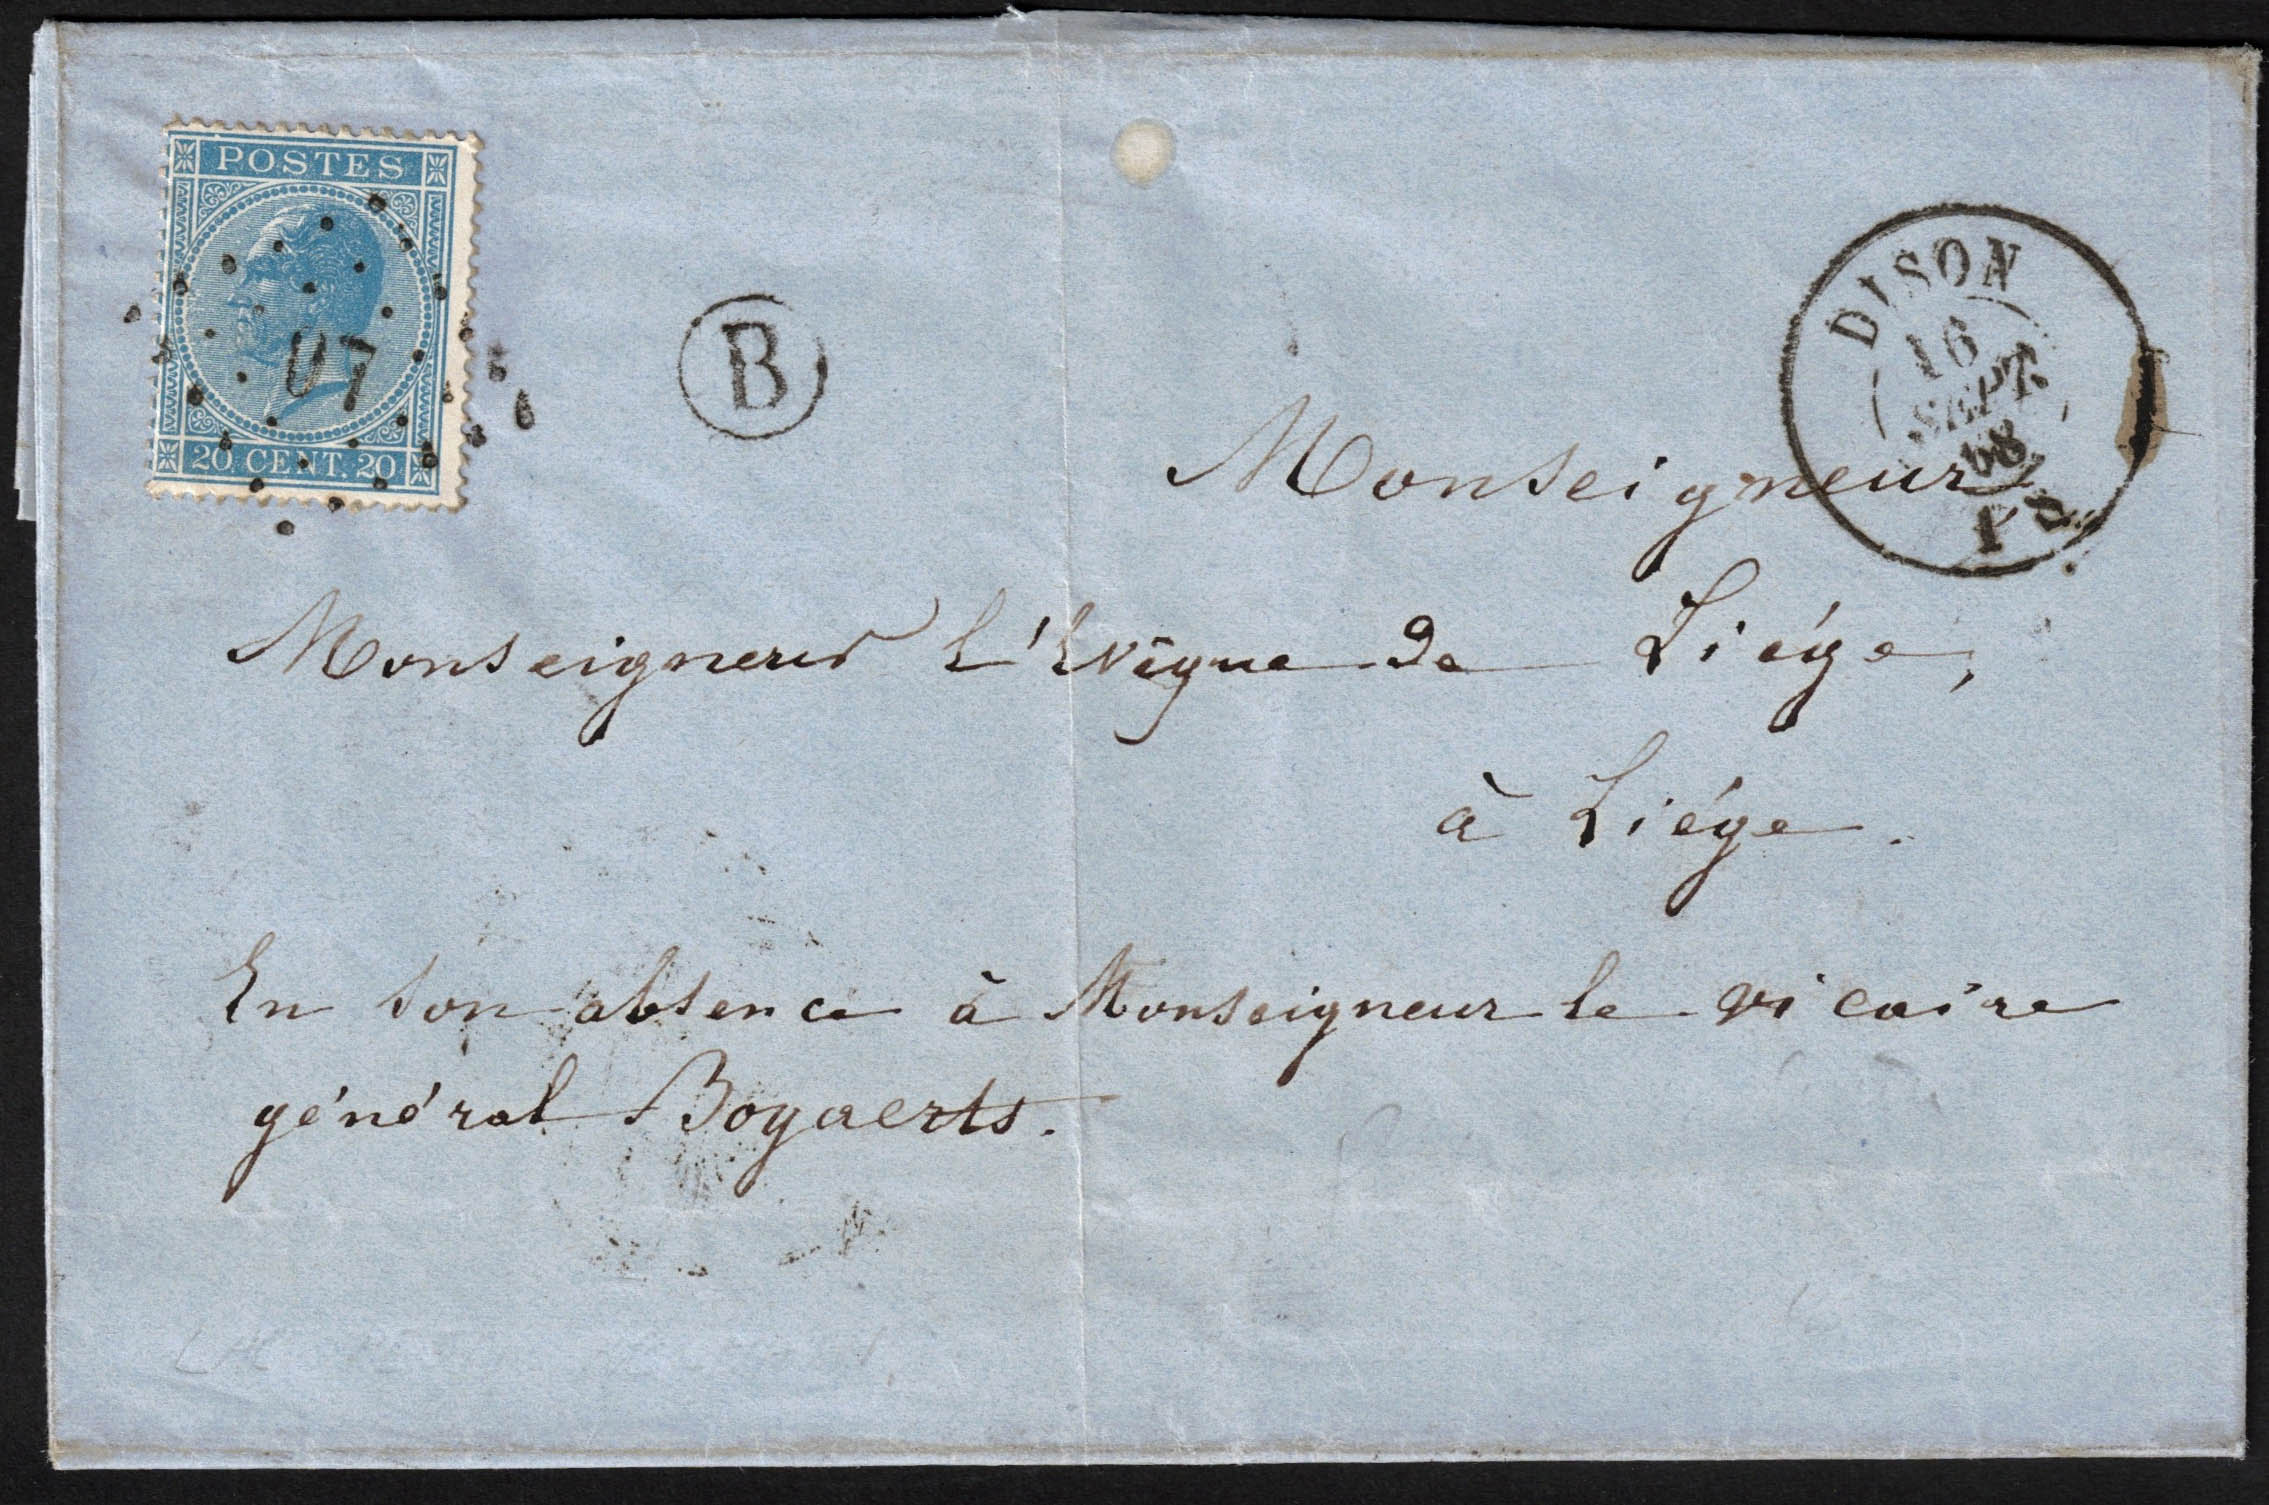 POSTES
20 CENT. 20
B
DISON
16
SEPT
68
Monseigneur
Monseigneur l'Evêque de Liége,
à Liége.
En son absence à Monseigneur le vicaire
général Bogaerts.